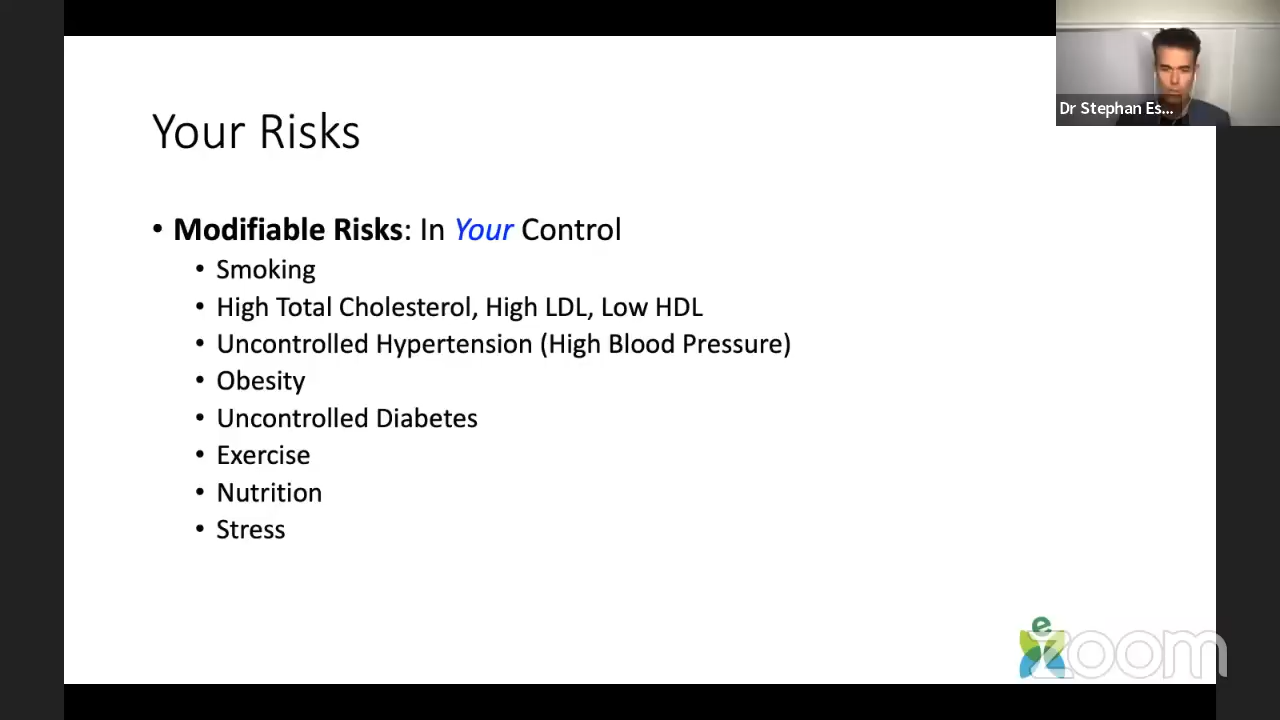 Dr Stephan Es...
Your Risks
• Modifiable Risks: In Your Control
• Smoking
• High Total Cholesterol, High LDL, Low HDL
• Uncontrolled Hypertension (High Blood Pressure)
• Obesity
• Uncontrolled Diabetes
• Exercise
• Nutrition
• Stress
e
zoom